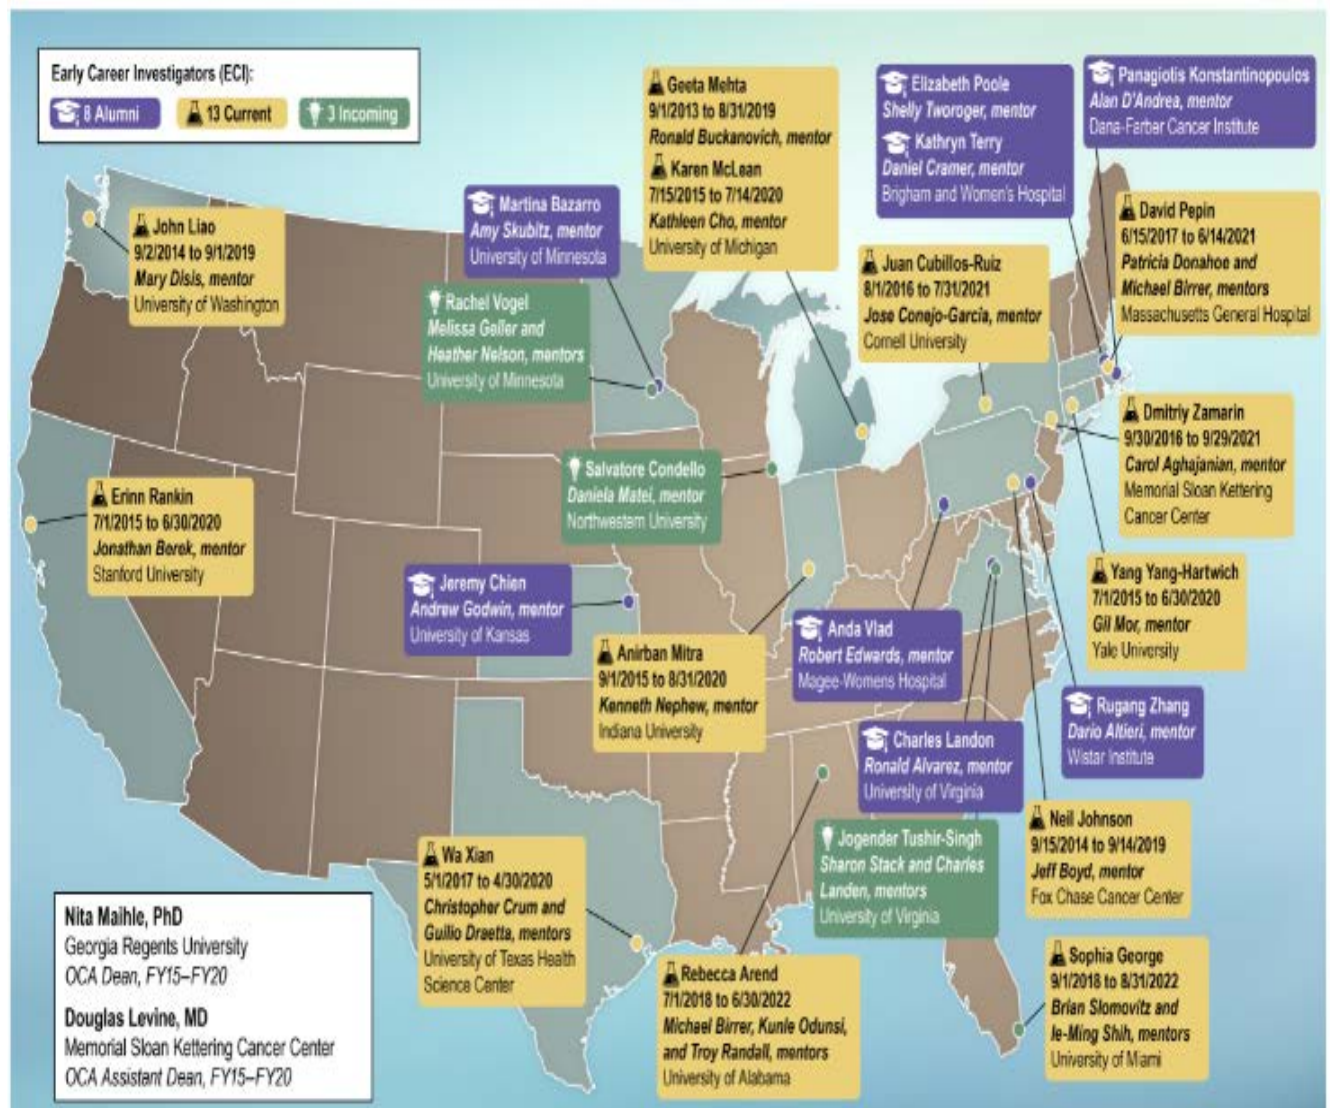 Early Career Investigators (ECI):
8 Alumni
13 Current
3 Incoming
John Liao
9/2/2014 to 9/1/2019
Mary Disis, mentor
University of Washington
Erinn Rankin
7/1/2015 to 6/30/2020
Jonathan Berek, mentor
Stanford University
Martina Bazarro
Amy Skubitz, mentor
University of Minnesota
Rachel Vogel
Melissa Geller and
Heather Nelson, mentors
University of Minnesota
Geeta Mehta
9/1/2013 to 8/31/2019
Ronald Buckanovich, mentor
Karen McLean
7/15/2015 to 7/14/2020
Kathleen Cho, mentor
University of Michigan
Elizabeth Poole
Shelly Tworoger, mentor
Kathryn Terry
Daniel Cramer, mentor
Brigham and Women's Hospital
Panagiotis Konstantinopoulos
Alan D'Andrea, mentor
Dana-Farber Cancer Institute
David Pepin
6/15/2017 to 6/14/2021
Patricia Donahoe and
Michael Birrer, mentors
Massachusetts General Hospital
Juan Cubillos-Ruiz
8/1/2016 to 7/31/2021
Jose Conejo-Garcia, mentor
Cornell University
Dmitriy Zamarin
9/30/2016 to 9/29/2021
Carol Aghajanian, mentor
Memorial Sloan Kettering
Cancer Center
Salvatore Condello
Daniela Matei, mentor
Northwestern University
Jeremy Chien
Andrew Godwin, mentor
University of Kansas
Anirban Mitra
9/1/2015 to 8/31/2020
Kenneth Nephew, mentor
Indiana University
Anda Vlad
Robert Edwards, mentor
Magee-Womens Hospital
Yang Yang-Hartwich
7/1/2015 to 6/30/2020
Gil Mor, mentor
Yale University
Rugang Zhang
Dario Altieri, mentor
Wistar Institute
Charles Landon
Ronald Alvarez, mentor
University of Virginia
Jogender Tushir-Singh
Sharon Stack and Charles
Landen, mentors
University of Virginia
Neil Johnson
9/15/2014 to 9/14/2019
Jeff Boyd, mentor
Fox Chase Cancer Center
Wa Xian
5/1/2017 to 4/30/2020
Christopher Crum and
Guilio Draetta, mentors
University of Texas Health
Science Center
Rebecca Arend
7/1/2018 to 6/30/2022
Michael Birrer, Kunle Odunsi,
and Troy Randall, mentors
University of Alabama
Sophia George
9/1/2018 to 8/31/2022
Brian Slomovitz and
Ie-Ming Shih, mentors
University of Miami
Nita Maihle, PhD
Georgia Regents University
OCA Dean, FY15–FY20
Douglas Levine, MD
Memorial Sloan Kettering Cancer Center
OCA Assistant Dean, FY15–FY20